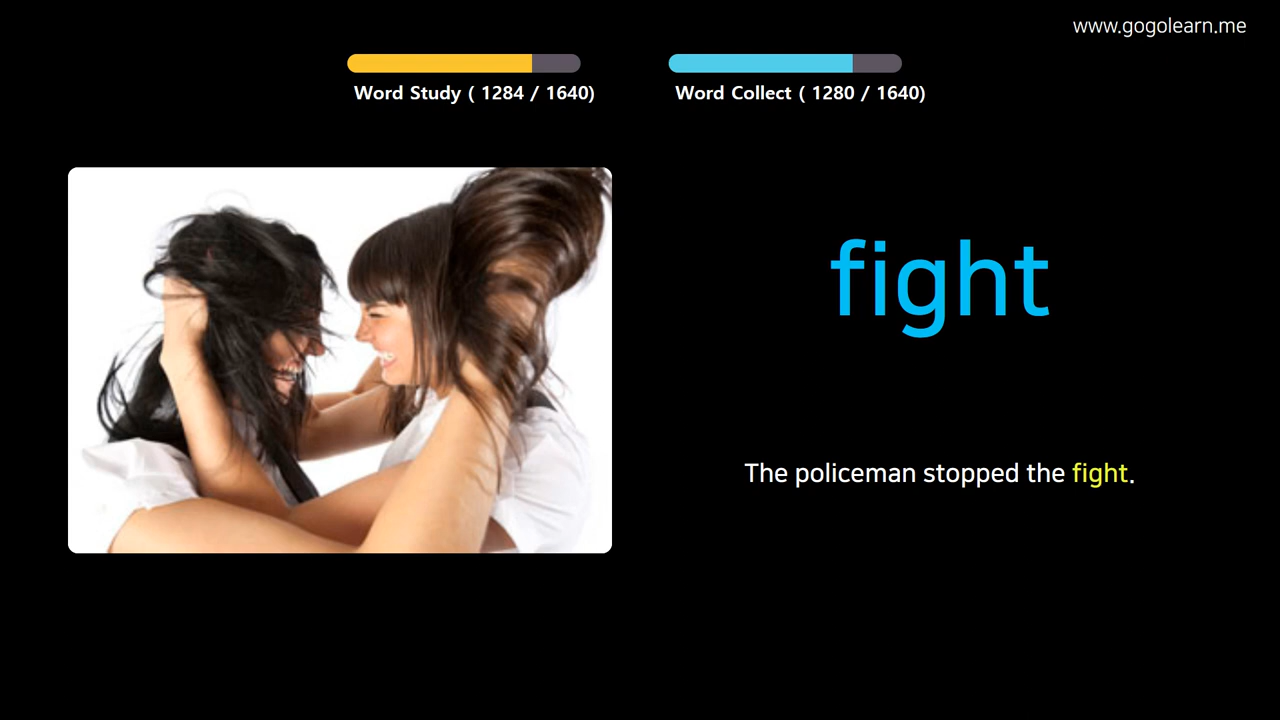 www.gogolearn.me
Word Study ( 1284 / 1640)
Word Collect ( 1280 / 1640)
fight
The policeman stopped the fight.